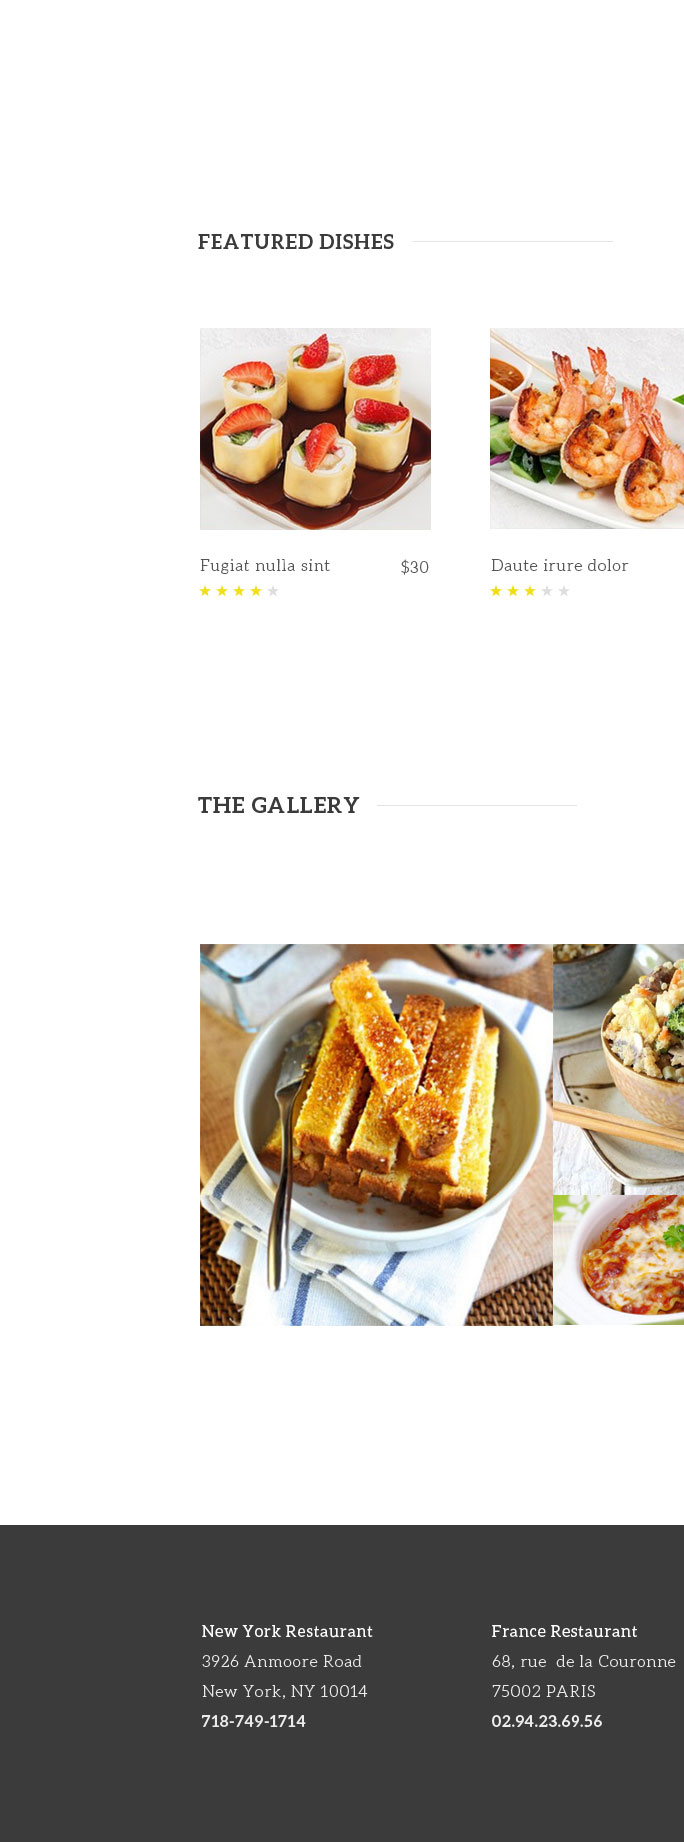 FEATURED DISHES
Fugiat nulla sint
$30
Daute irure dolor
THE GALLERY
New York Restaurant
3926 Anmoore Road
New York, NY 10014
718-749-1714
France Restaurant
68, rue  de la Couronne
75002 PARIS
02.94.23.69.56